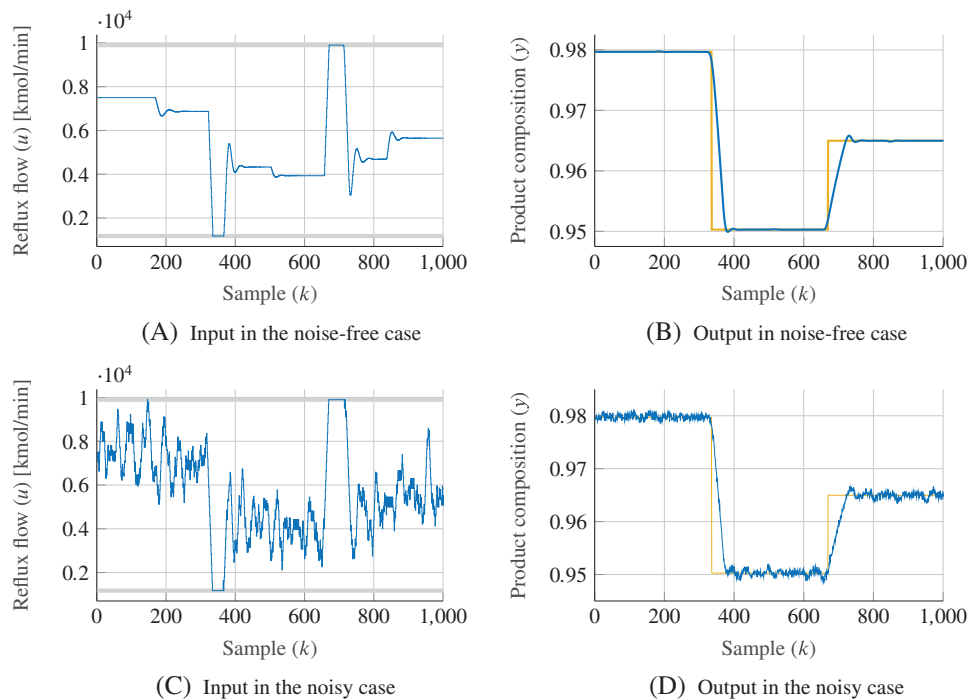 ·10⁴
Reflux flow (u) [kmol/min]
1
0.8
0.6
0.4
0.2
0 200 400 600 800 1,000
Sample (k)
(A) Input in the noise-free case
Product composition (y)
0.98
0.97
0.96
0.95
0 200 400 600 800 1,000
Sample (k)
(B) Output in noise-free case
·10⁴
Reflux flow (u) [kmol/min]
1
0.8
0.6
0.4
0.2
0 200 400 600 800 1,000
Sample (k)
(C) Input in the noisy case
Product composition (y)
0.98
0.97
0.96
0.95
0 200 400 600 800 1,000
Sample (k)
(D) Output in the noisy case